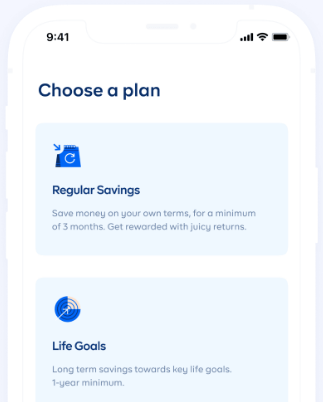 9:41
Choose a plan
Regular Savings
Save money on your own terms, for a minimum
of 3 months. Get rewarded with juicy returns.
Life Goals
Long term savings towards key life goals.
1-year minimum.